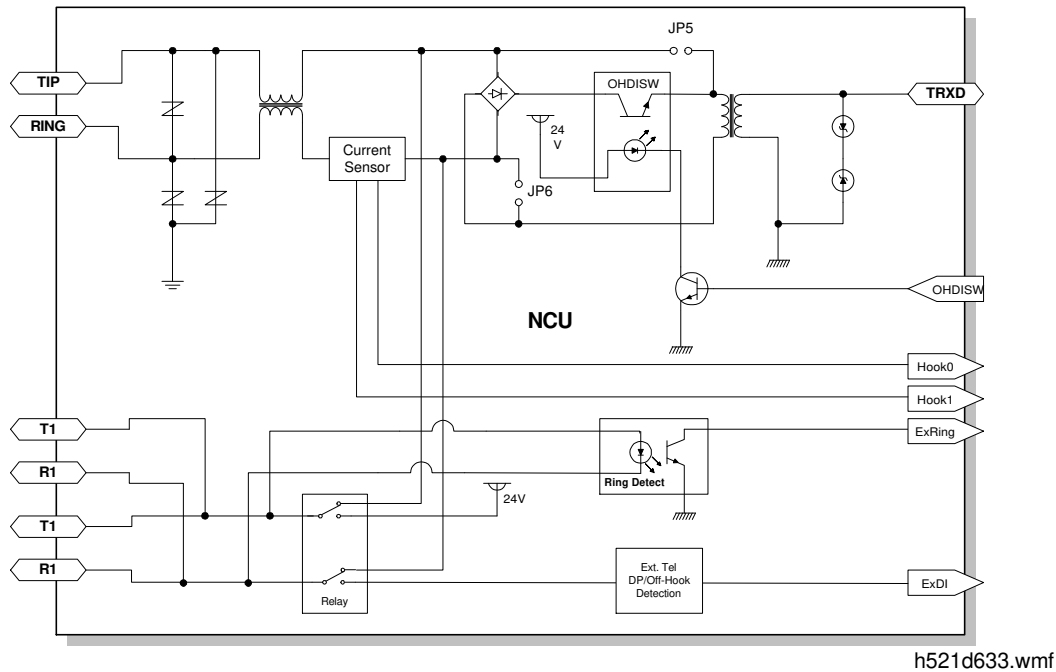 JP5
TIP
OHDISW
TRXD
RING
24
V
Current
Sensor
JP6
OHDISW
NCU
Hook0
Hook1
T1
ExRing
R1
Ring Detect
24V
T1
R1
Ext. Tel
DP/Off-Hook
Detection
ExDI
Relay
h521d633.wmf